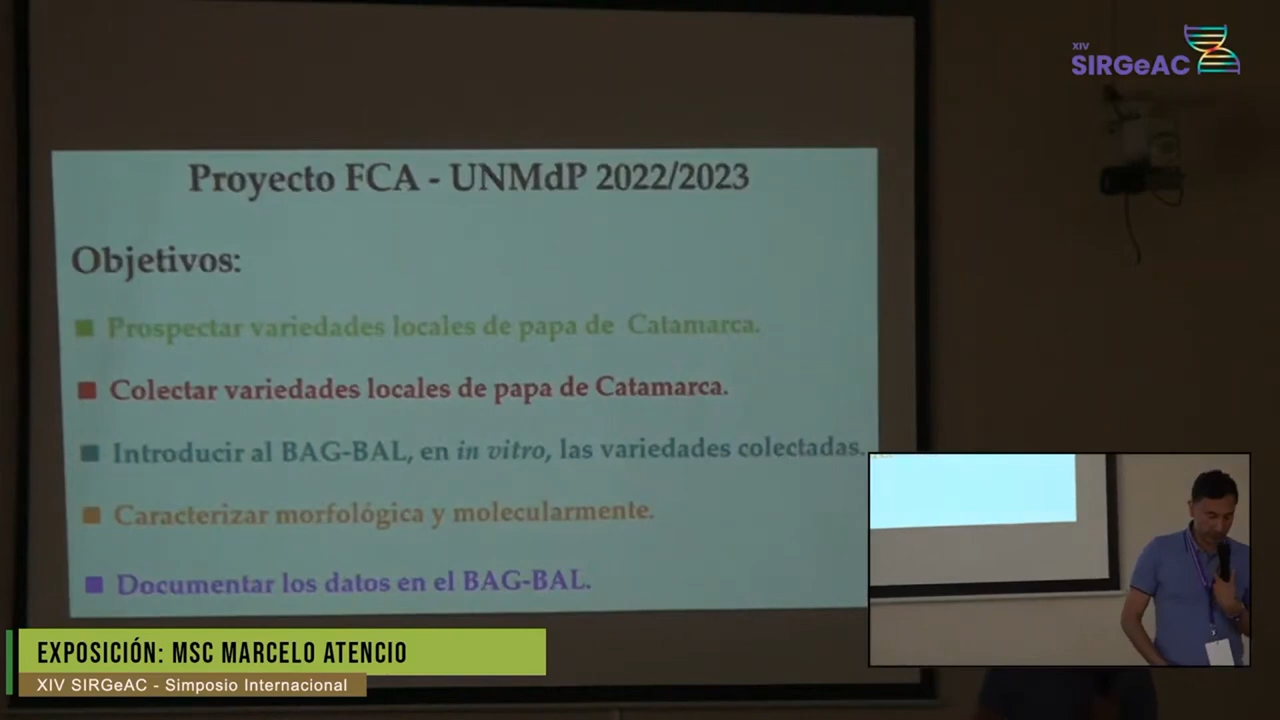 XIV
SIRGeAC
Proyecto FCA - UNMdP 2022/2023
Objetivos:
Prospectar variedades locales de papa de Catamarca.
Colectar variedades locales de papa de Catamarca.
Introducir al BAG-BAL, en in vitro, las variedades colectadas.
Caracterizar morfológica y molecularmente.
Documentar los datos en el BAG-BAL.
EXPOSICIÓN: MSC MARCELO ATENCIO
XIV SIRGeAC - Simposio Internacional